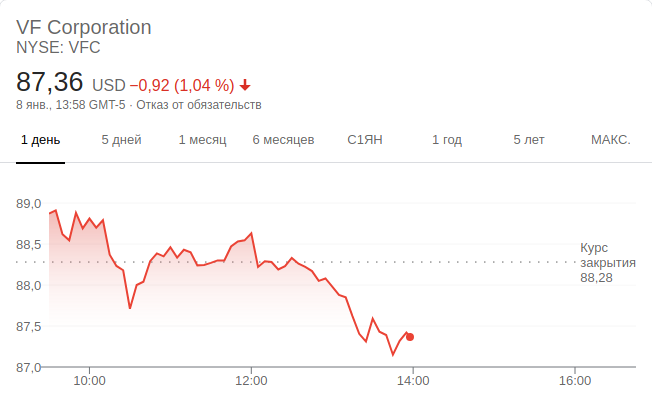 VF Corporation
NYSE: VFC
87,36 USD −0,92 (1,04 %)
8 янв., 13:58 GMT-5 · Отказ от обязательств
1 день 5 дней 1 месяц 6 месяцев С1ЯН 1 год 5 лет МАКС.
89,0
88,5
88,0
87,5
87,0
Курс
закрытия
88,28
10:00 12:00 14:00 16:00